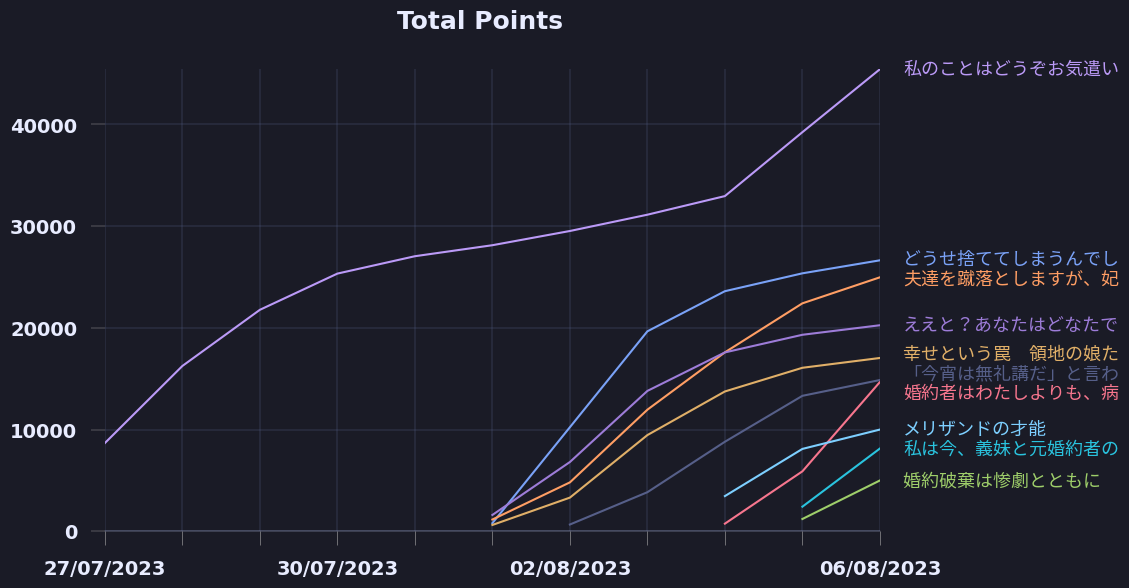 Total Points
私のことはどうぞお気遣い
40000
30000
どうせ捨ててしまうんでし
夫達を蹴落としますが、妃
20000
ええと？あなたはどなたで
幸せという罠　領地の娘た
「今宵は無礼講だ」と言わ
婚約者はわたしよりも、病
10000
メリザンドの才能
私は今、義妹と元婚約者の
婚約破棄は惨劇とともに
0
27/07/2023 30/07/2023 02/08/2023 06/08/2023